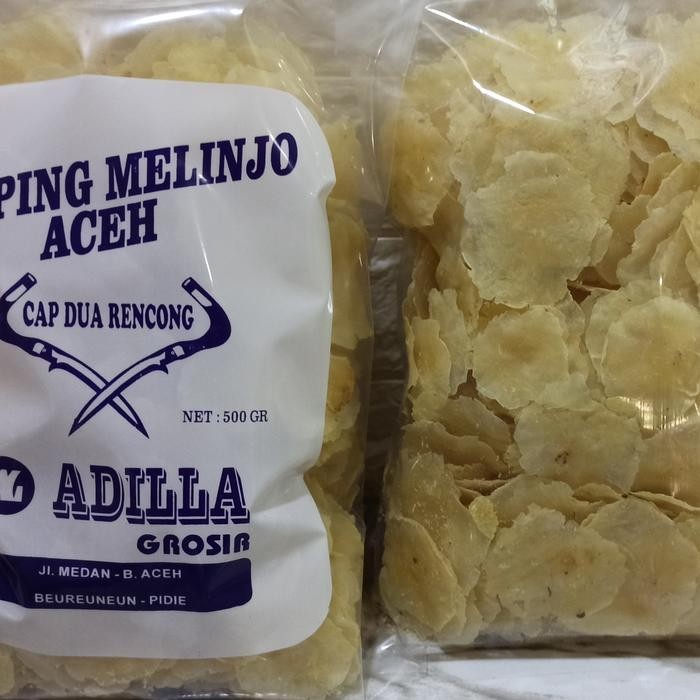 PING MELINJO
ACEH
CAP DUA RENCONG
NET : 500 GR
ADILLA
GROSIR
Jl. MEDAN - B. ACEH
BEUREUNEUN - PIDIE